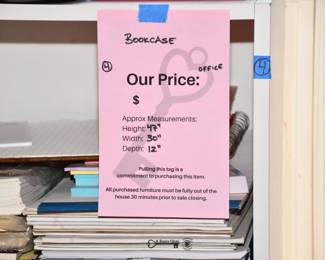 BOOKCASE
4
OFFICE
Our Price:
$
4
Approx Measurements:
Height: 47"
Width: 30"
Depth: 12"
Pulling this tag is a
commitment to purchasing this item.
All purchased furniture must be fully out of the
house 30 minutes prior to sale closing.